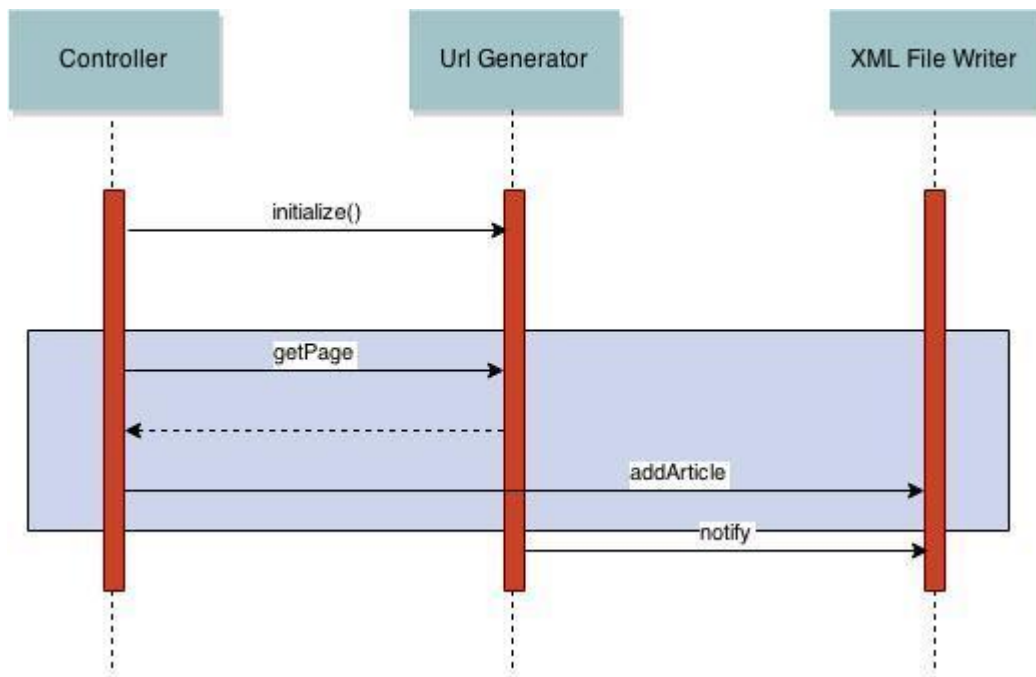 Controller
Url Generator
XML File Writer
initialize()
getPage
addArticle
notify